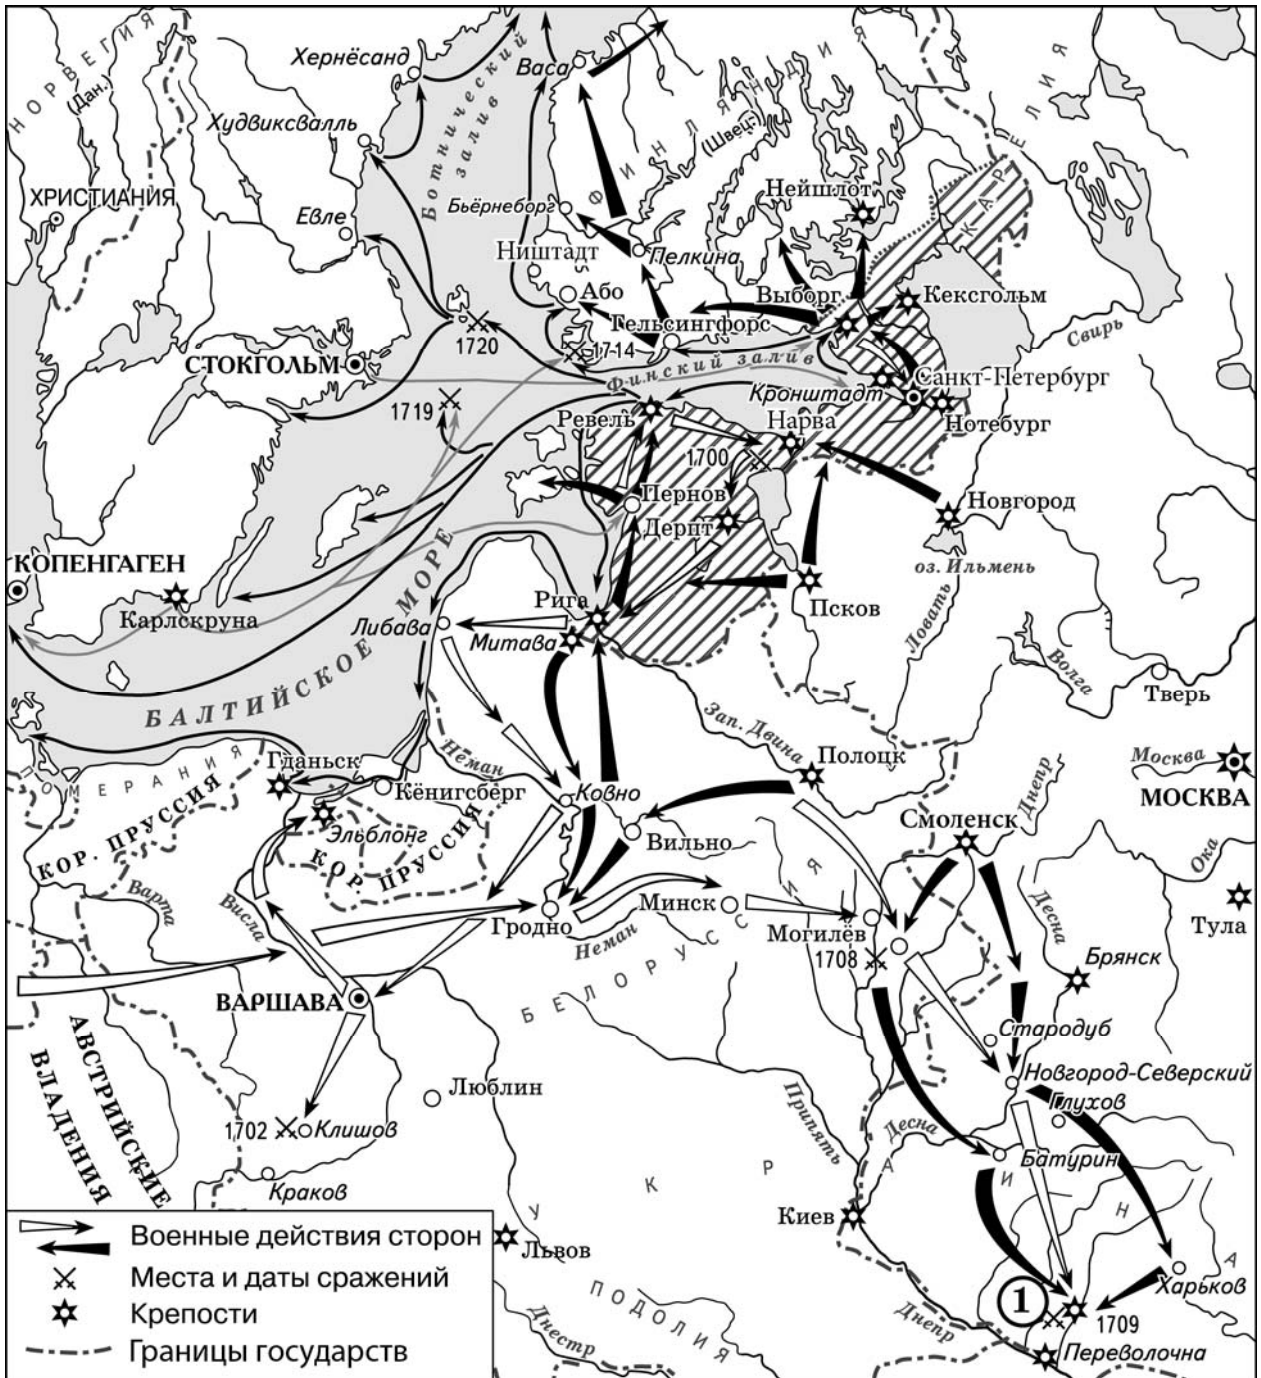 НОРВЕГИЯ
(Дан.)
Хернёсанд
Худвиксвалль
ХРИСТИАНИЯ
Евле
Ботнический
залив
Васа
ФИНЛЯНДИЯ
(Швец.)
КАРЕЛИЯ
Бьёрнеборг
Нейшлот
Ништадт
Пелкина
Або
Выборг
Кексгольм
Гельсингфорс
Свирь
1720
1714
СТОКГОЛЬМ
Финский залив
Кронштадт
Санкт-Петербург
1719
Ревель
Нарва
Нотебург
1700
Пернов
Дерпт
Новгород
оз. Ильмень
КОПЕНГАГЕН
Карлскруна
БАЛТИЙСКОЕ МОРЕ
Рига
Псков
Ловать
Либава
Митава
Волга
Тверь
Зап. Двина
ПОМЕРАНИЯ
Гданьск
Неман
Полоцк
Днепр
Москва
МОСКВА
Кёнигсберг
Ковно
КОР. ПРУССИЯ
Эльблонг
КОР. ПРУССИЯ
Вильно
Смоленск
Ока
Варта
Висла
Гродно
Неман
Минск
Могилёв
1708
Десна
Тула
Брянск
ВАРШАВА
БЕЛОРУССИЯ
Стародуб
АВСТРИЙСКИЕ
ВЛАДЕНИЯ
Люблин
Новгород-Северский
Глухов
1702
Клишов
Припять
Десна
Батурин
Краков
УКРАИНА
Киев
Львов
Харьков
ПОДОЛИЯ
1
1709
Днестр
Днепр
Переволочна
Военные действия сторон
Места и даты сражений
Крепости
Границы государств